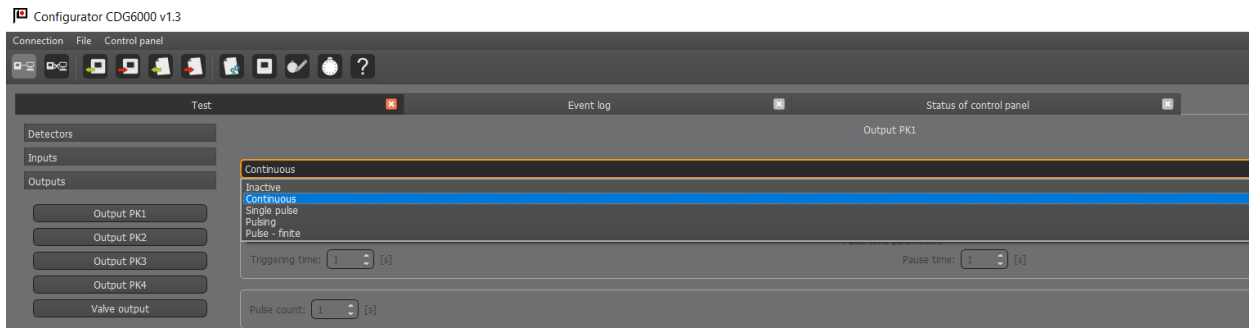 Configurator CDG6000 v1.3
Connection File Control panel
?
Test Event log Status of control panel
Detectors
Output PK1
Inputs
Continuous
Outputs
Inactive
Continuous
Single pulse
Pulsing
Pulse - finite
Output PK1
Output PK2
Output PK3
Output PK4
Valve output
Triggering time: 1 [s] Pause time: 1 [s]
Pulse count: 1 [s]